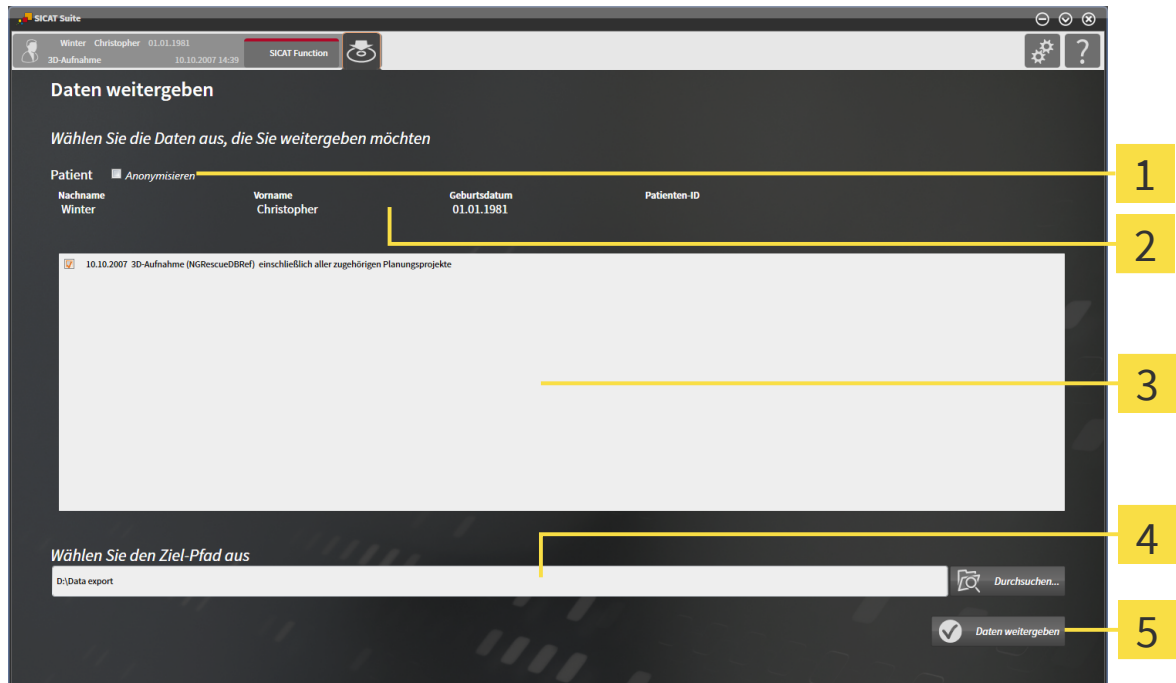 SICAT Suite
Winter Christopher 01.01.1981
3D-Aufnahme 10.10.2007 14:39
SICAT Function
?
Daten weitergeben
Wählen Sie die Daten aus, die Sie weitergeben möchten
Patient Anonymisieren
1
Nachname Vorname Geburtsdatum Patienten-ID
Winter Christopher 01.01.1981
2
10.10.2007 3D-Aufnahme (NGRescueDBRef) einschließlich aller zugehörigen Planungsprojekte
3
4
Wählen Sie den Ziel-Pfad aus
D:\Data export
Durchsuchen...
Daten weitergeben
5